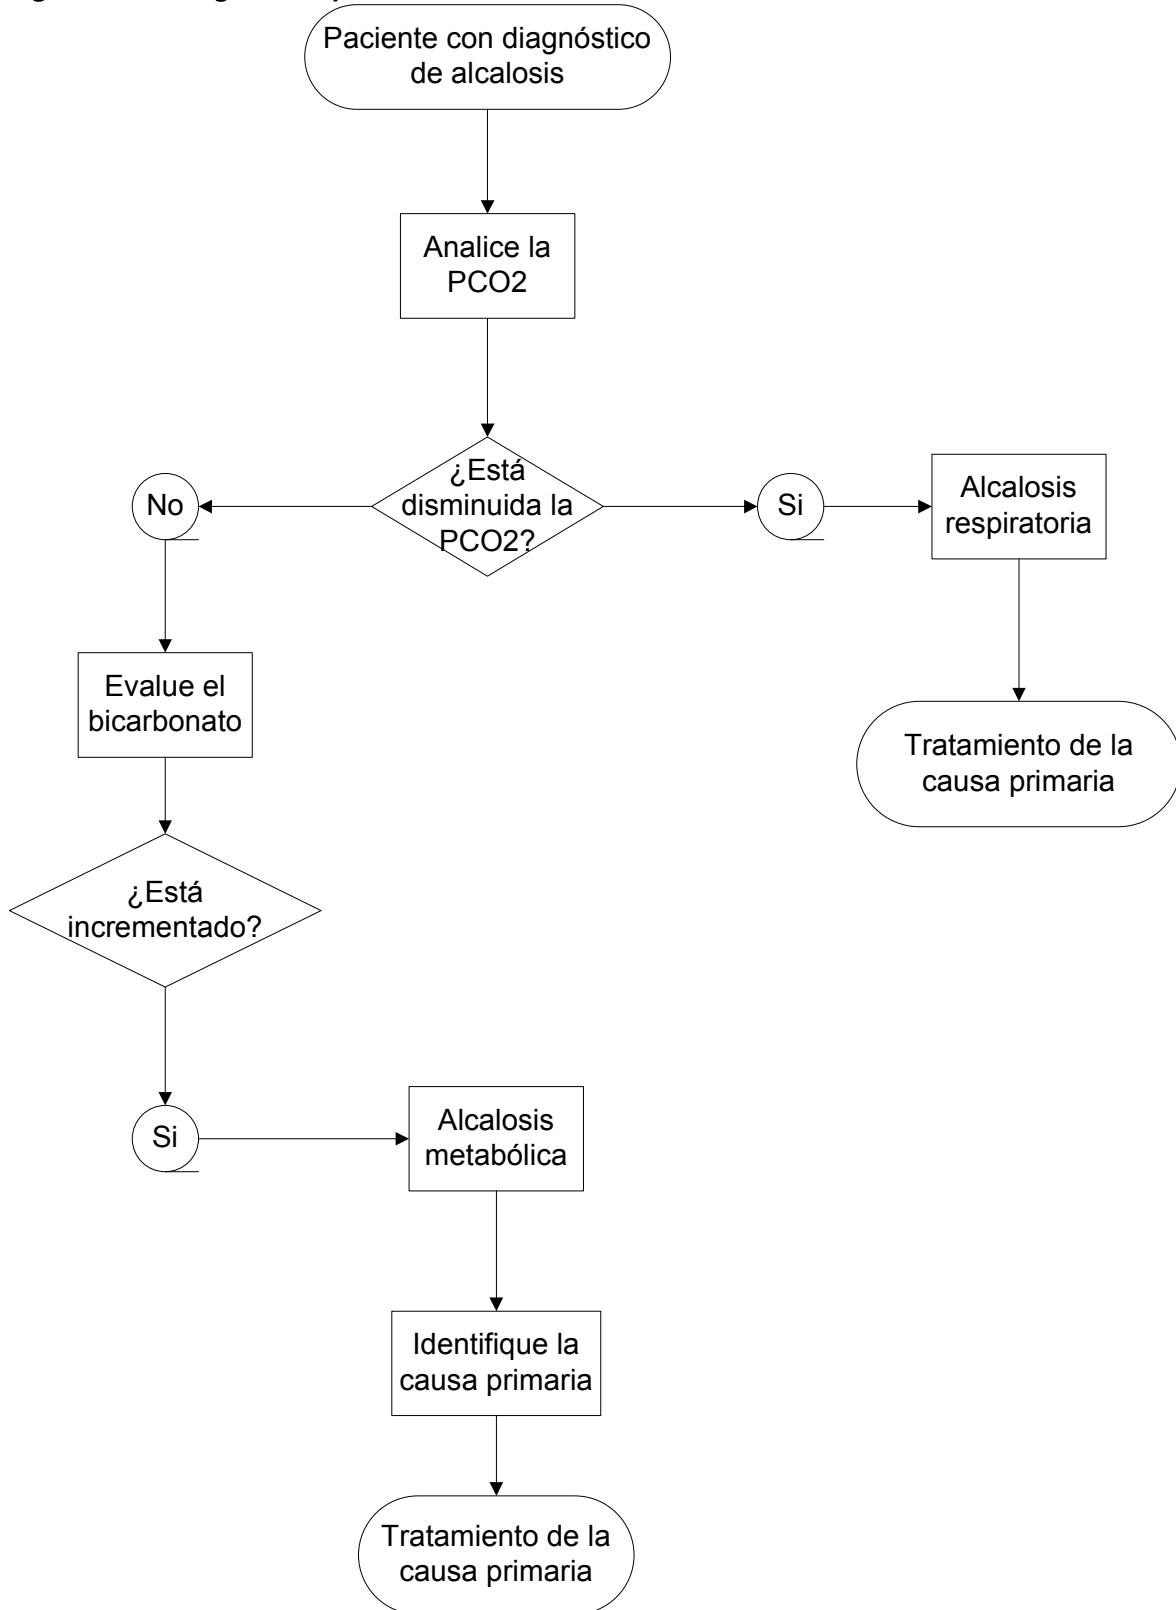 Paciente con diagnóstico
de alcalosis
Analice la
PCO2
¿Está
disminuida la
PCO2?
No
Si
Alcalosis
respiratoria
Evalue el
bicarbonato
Tratamiento de la
causa primaria
¿Está
incrementado?
Si
Alcalosis
metabólica
Identifique la
causa primaria
Tratamiento de la
causa primaria